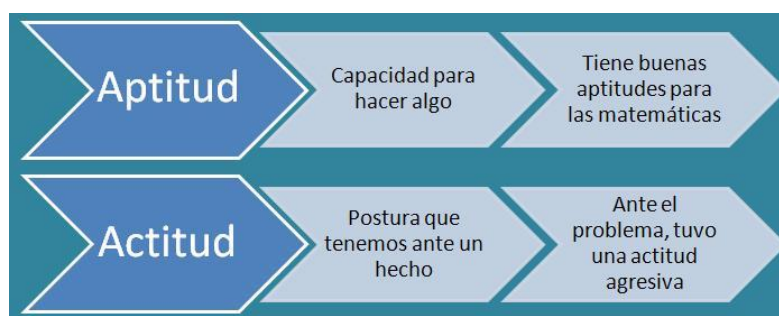 Aptitud
Capacidad para
hacer algo
Tiene buenas
aptitudes para
las matemáticas
Actitud
Postura que
tenemos ante un
hecho
Ante el
problema, tuvo
una actitud
agresiva